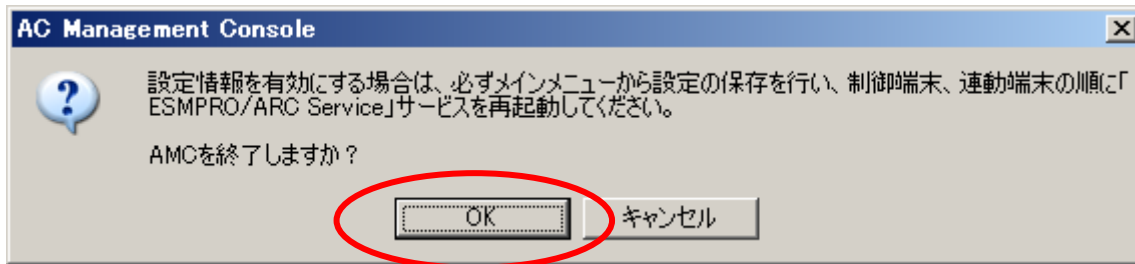 AC Management Console
設定情報を有効にする場合は、必ずメインメニューから設定の保存を行い、制御端末、連動端末の順に「
ESMPRO/ARC Service」サービスを再起動してください。
AMCを終了しますか？
OK
キャンセル